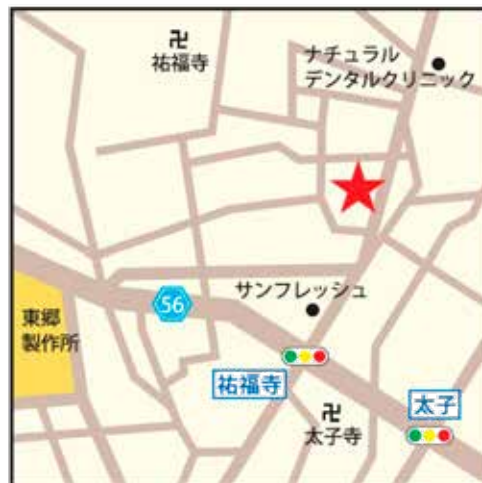 卍
祐福寺
ナチュラル
デンタルクリニック
56
サンフレッシュ
東郷
製作所
祐福寺
卍
太子寺
太子